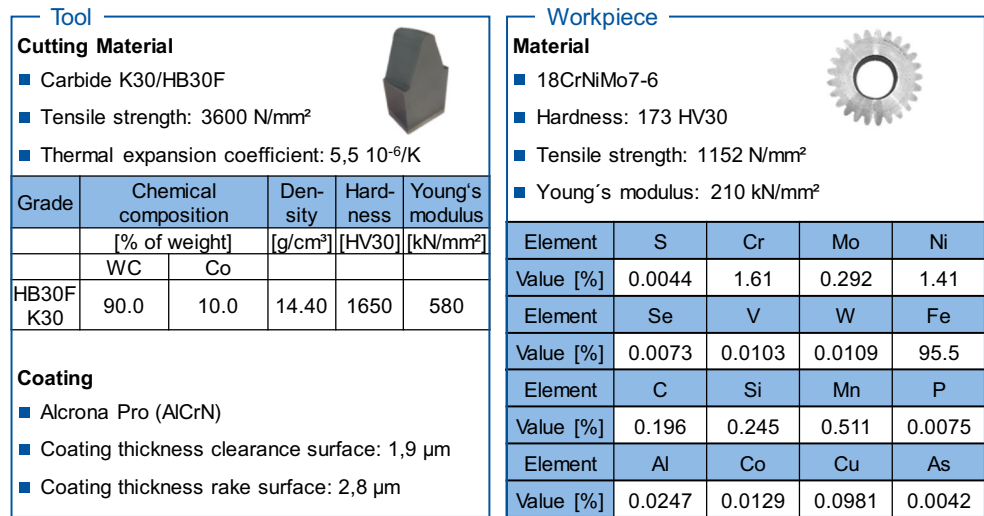 Tool
Cutting Material
Carbide K30/HB30F
Tensile strength: 3600 N/mm²
Thermal expansion coefficient: 5,5 10⁻⁶/K
Grade Chemical composition Den-sity Hard-ness Young‘s modulus
[% of weight] [g/cm³] [HV30] [kN/mm²]
WC Co
HB30F K30 90.0 10.0 14.40 1650 580
Coating
Alcrona Pro (AlCrN)
Coating thickness clearance surface: 1,9 µm
Coating thickness rake surface: 2,8 µm
Workpiece
Material
18CrNiMo7-6
Hardness: 173 HV30
Tensile strength: 1152 N/mm²
Young´s modulus: 210 kN/mm²
Element S Cr Mo Ni
Value [%] 0.0044 1.61 0.292 1.41
Element Se V W Fe
Value [%] 0.0073 0.0103 0.0109 95.5
Element C Si Mn P
Value [%] 0.196 0.245 0.511 0.0075
Element Al Co Cu As
Value [%] 0.0247 0.0129 0.0981 0.0042